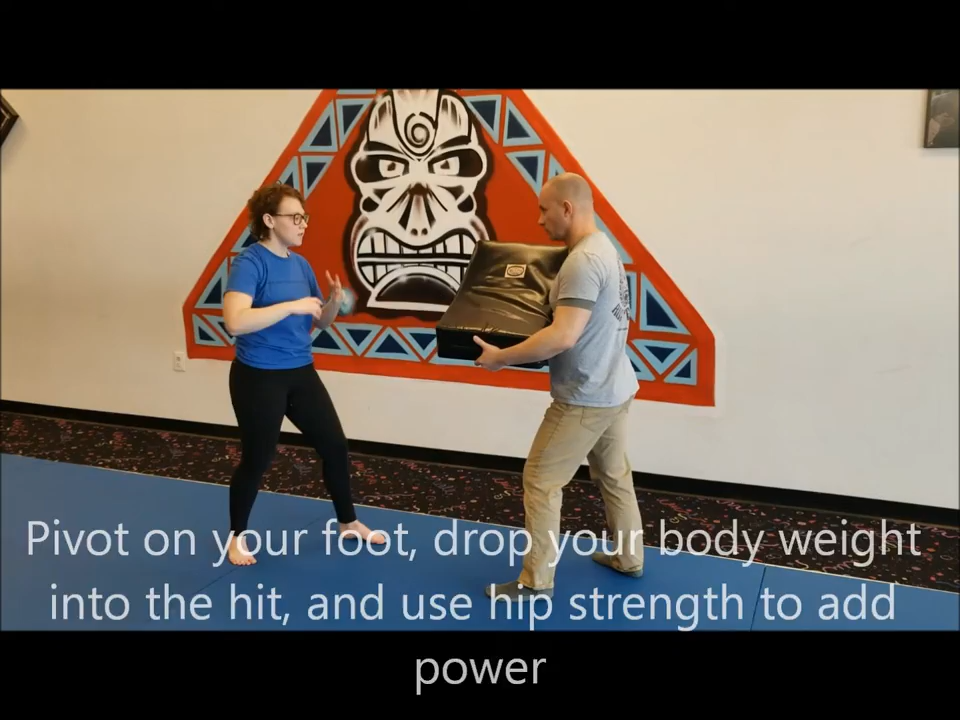 Pivot on your foot, drop your body weight
into the hit, and use hip strength to add
power